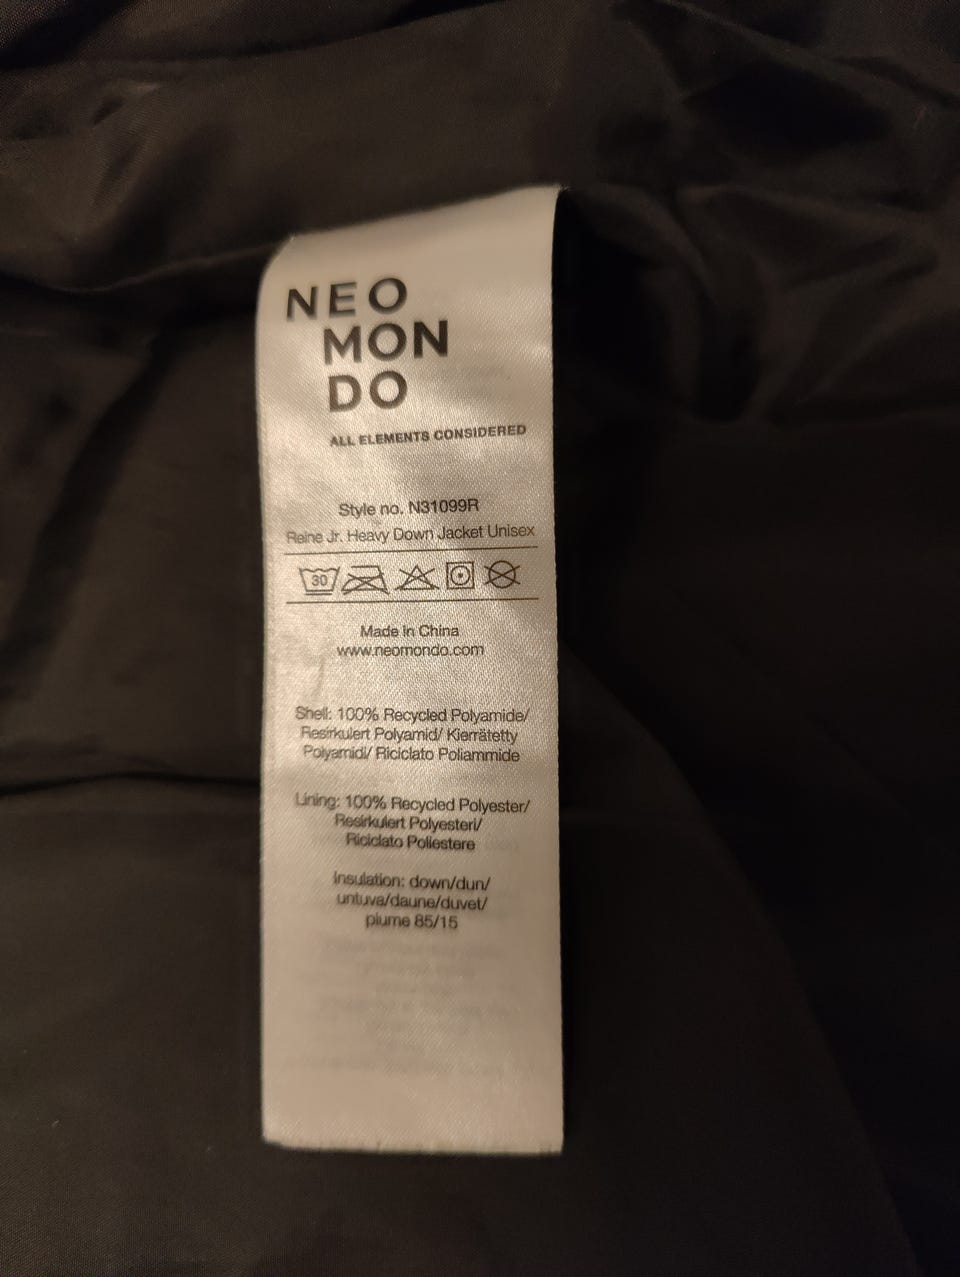 NEO
MON
DO
ALL ELEMENTS CONSIDERED
Style no. N31099R
Reine Jr. Heavy Down Jacket Unisex
30
Made in China
www.neomondo.com
Shell: 100% Recycled Polyamide/
Resirkulert Polyamid/ Kierrätetty
Polyamidi/ Riciclato Poliammide
Lining: 100% Recycled Polyester/
Resirkulert Polyesteri/
Riciclato Poliestere
Insulation: down/dun/
untuva/daune/duvet/
piume 85/15